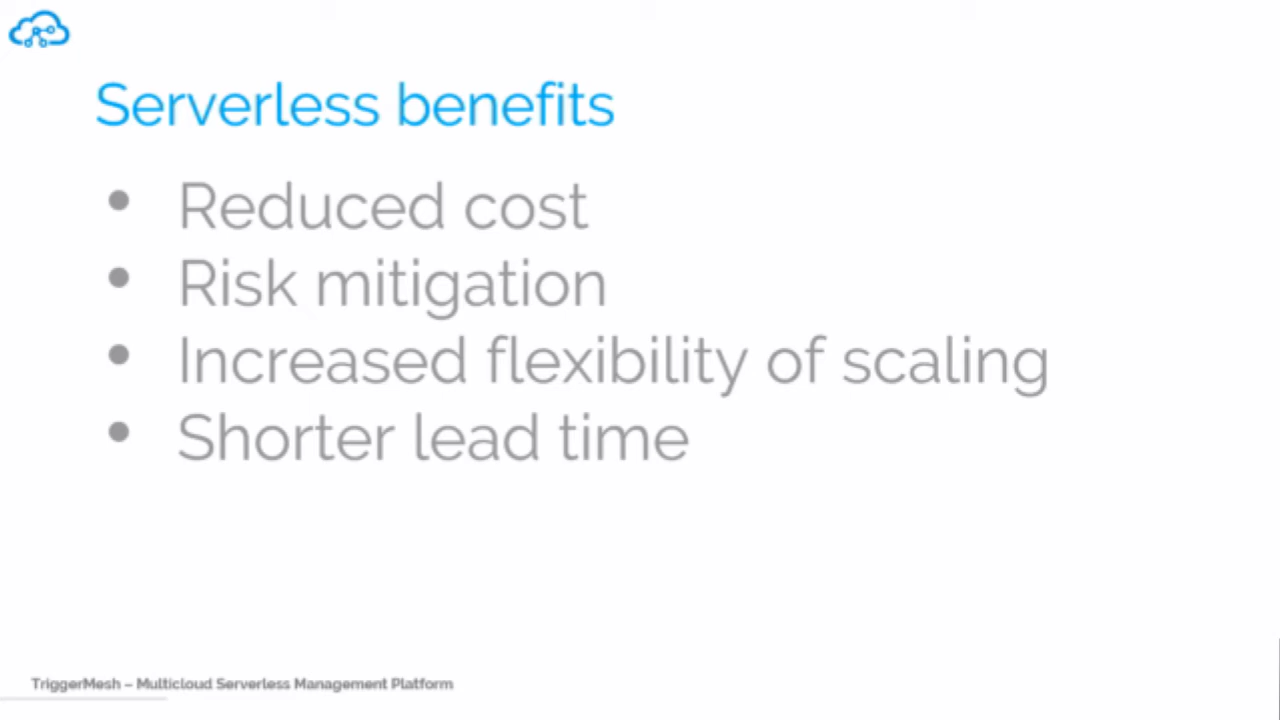 Serverless benefits
• Reduced cost
• Risk mitigation
• Increased flexibility of scaling
• Shorter lead time
TriggerMesh – Multicloud Serverless Management Platform